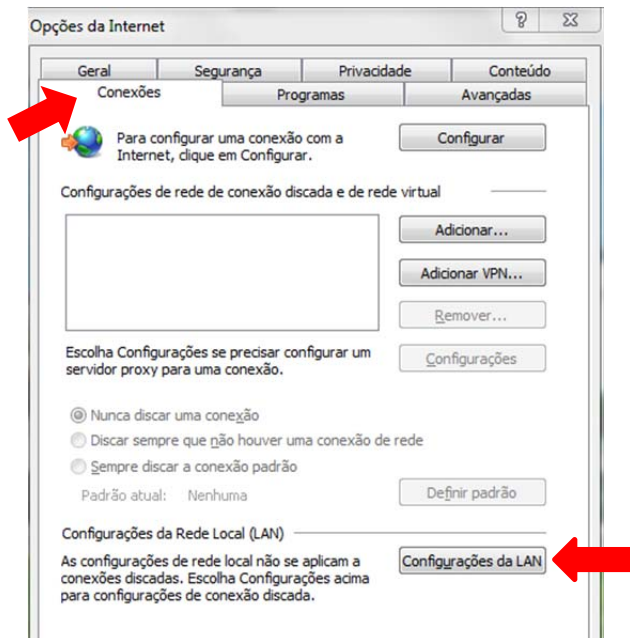 Opções da Internet
Geral
Segurança
Privacidade
Conteúdo
Conexões
Programas
Avançadas
Para configurar uma conexão com a
Internet, clique em Configurar.
Configurar
Configurações de rede de conexão discada e de rede virtual
Adicionar...
Adicionar VPN...
Remover...
Escolha Configurações se precisar configurar um
servidor proxy para uma conexão.
Configurações
Nunca discar uma conexão
Discar sempre que não houver uma conexão de rede
Sempre discar a conexão padrão
Padrão atual: Nenhuma
Definir padrão
Configurações da Rede Local (LAN)
As configurações de rede local não se aplicam a
conexões discadas. Escolha Configurações acima
para configurações de conexão discada.
Configurações da LAN